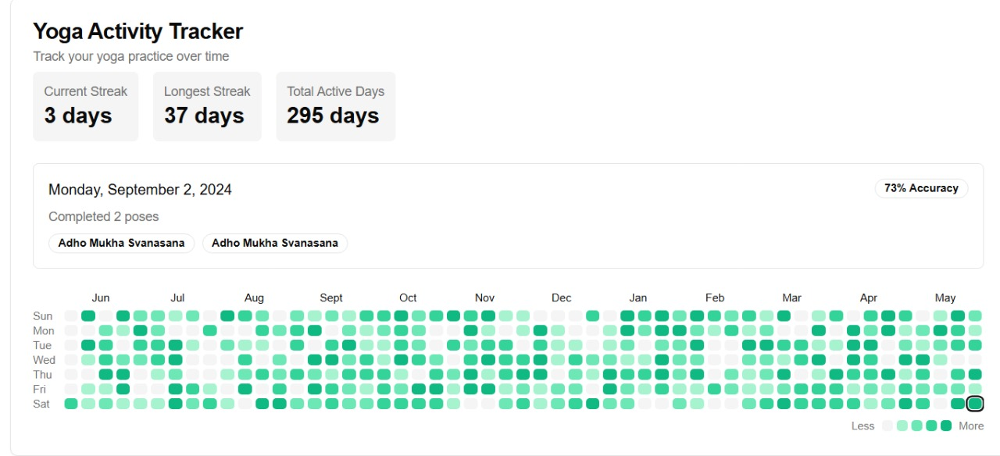 Yoga Activity Tracker
Track your yoga practice over time
Current Streak Longest Streak Total Active Days
3 days 37 days 295 days
Monday, September 2, 2024 73% Accuracy
Completed 2 poses
Adho Mukha Svanasana Adho Mukha Svanasana
Jun Jul Aug Sept Oct Nov Dec Jan Feb Mar Apr May
Sun
Mon
Tue
Wed
Thu
Fri
Sat
Less More